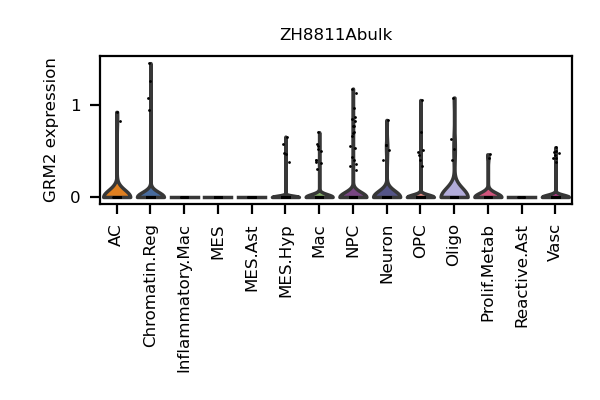 ZH8811Abulk
GRM2 expression
1
0
AC
Chromatin.Reg
Inflammatory.Mac
MES
MES.Ast
MES.Hyp
Mac
NPC
Neuron
OPC
Oligo
Prolif.Metab
Reactive.Ast
Vasc